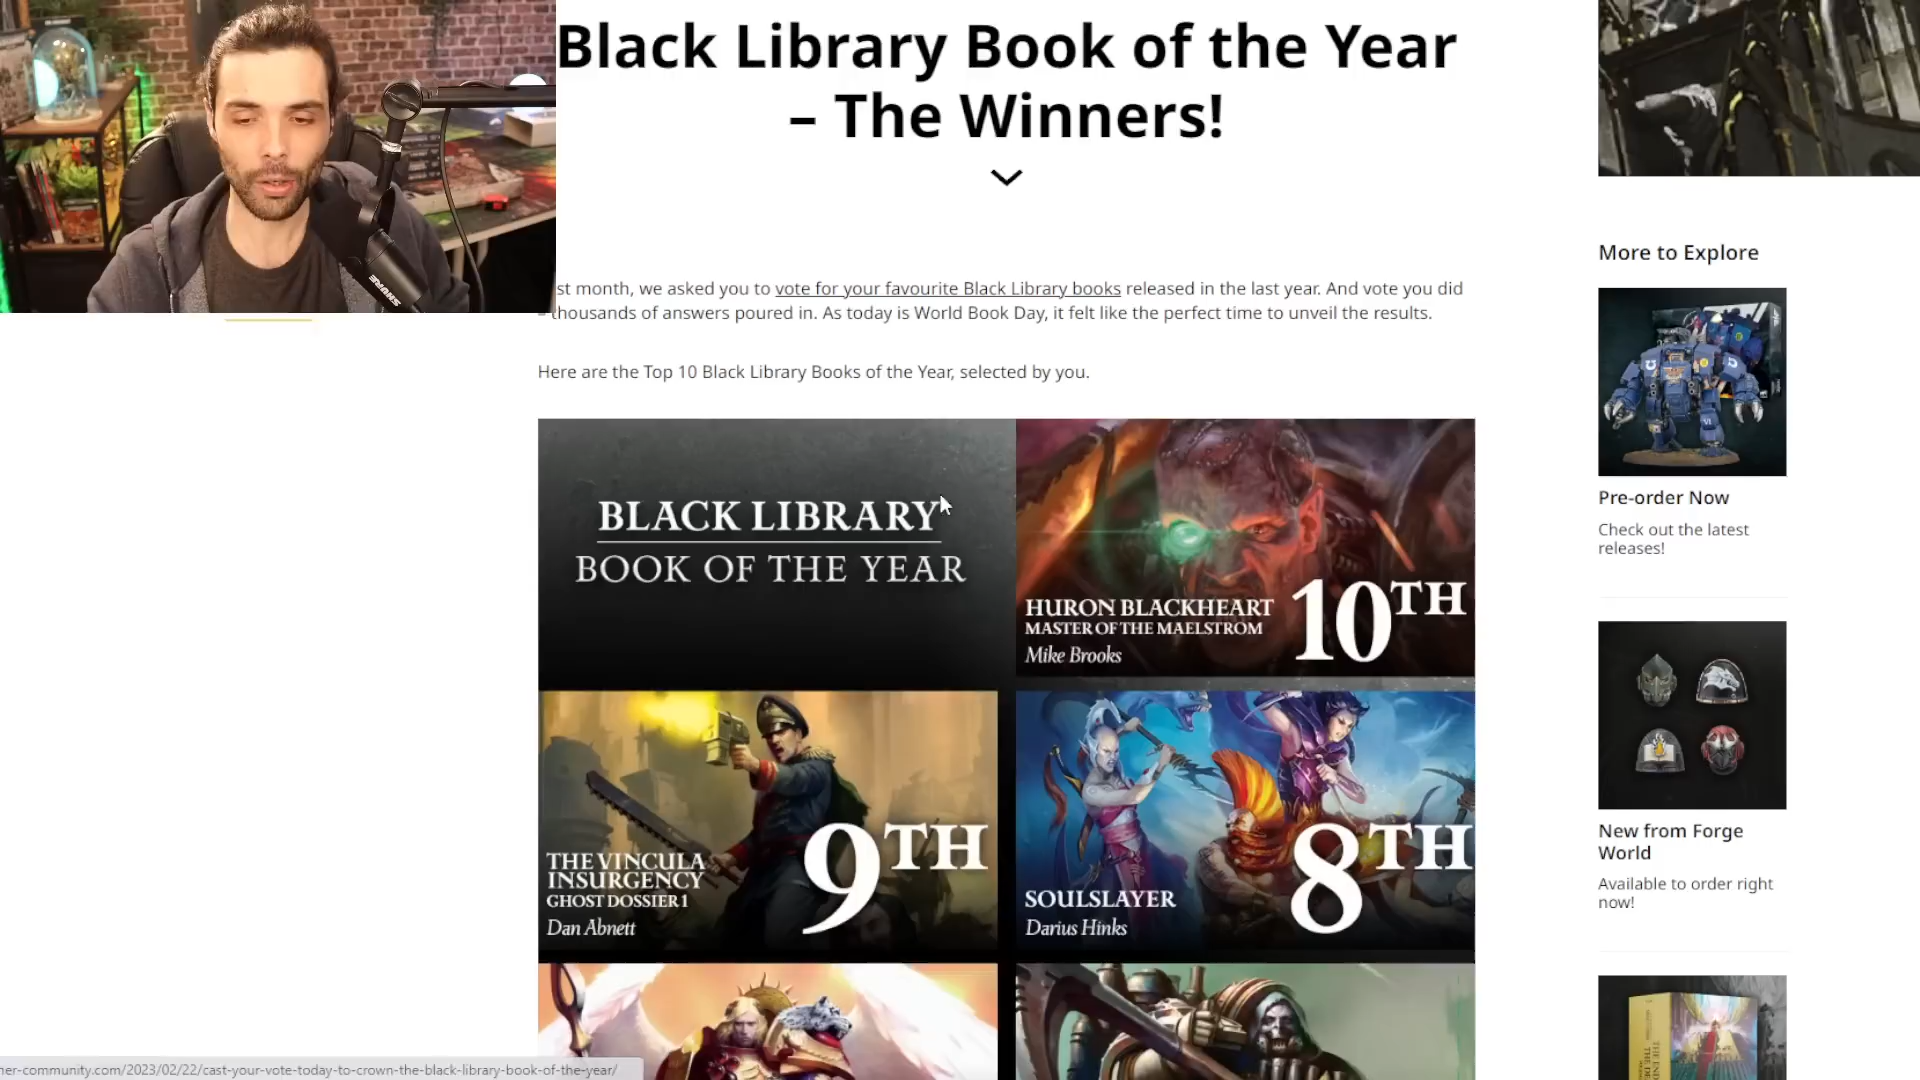 Black Library Book of the Year
– The Winners!
st month, we asked you to vote for your favourite Black Library books released in the last year. And vote you did
– thousands of answers poured in. As today is World Book Day, it felt like the perfect time to unveil the results.
Here are the Top 10 Black Library Books of the Year, selected by you.
BLACK LIBRARY
BOOK OF THE YEAR
HURON BLACKHEART
MASTER OF THE MAELSTROM
Mike Brooks
10TH
THE VINCULA
INSURGENCY
GHOST DOSSIER 1
Dan Abnett
9TH
SOULSLAYER
Darius Hinks
8TH
More to Explore
Pre-order Now
Check out the latest
releases!
New from Forge
World
Available to order right
now!
SHURE
ner-community.com/2023/02/22/cast-your-vote-today-to-crown-the-black-library-book-of-the-year/